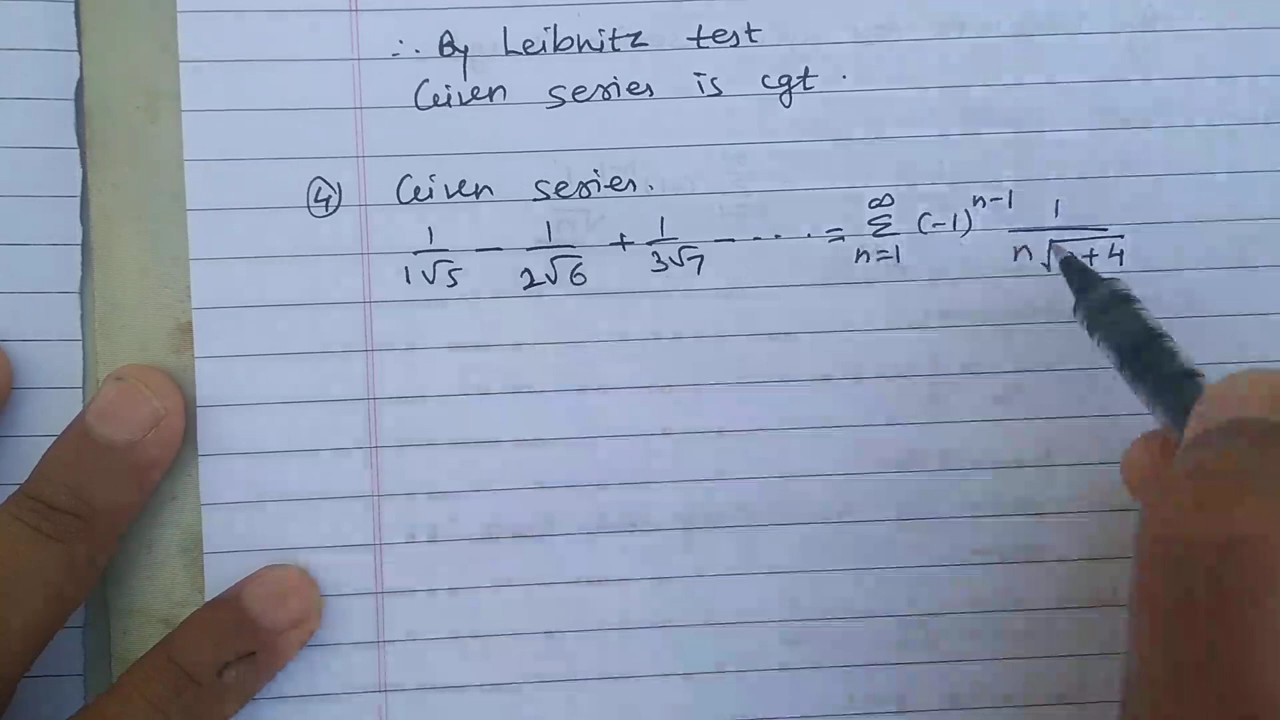 ∴ By Leibnitz test
Given series is cgt.
④ Given series.
1/(1√5) − 1/(2√6) + 1/(3√7) − ⋯ = ∑_{n=1}^{∞} (-1)^{n-1} 1/(n√(n+4))